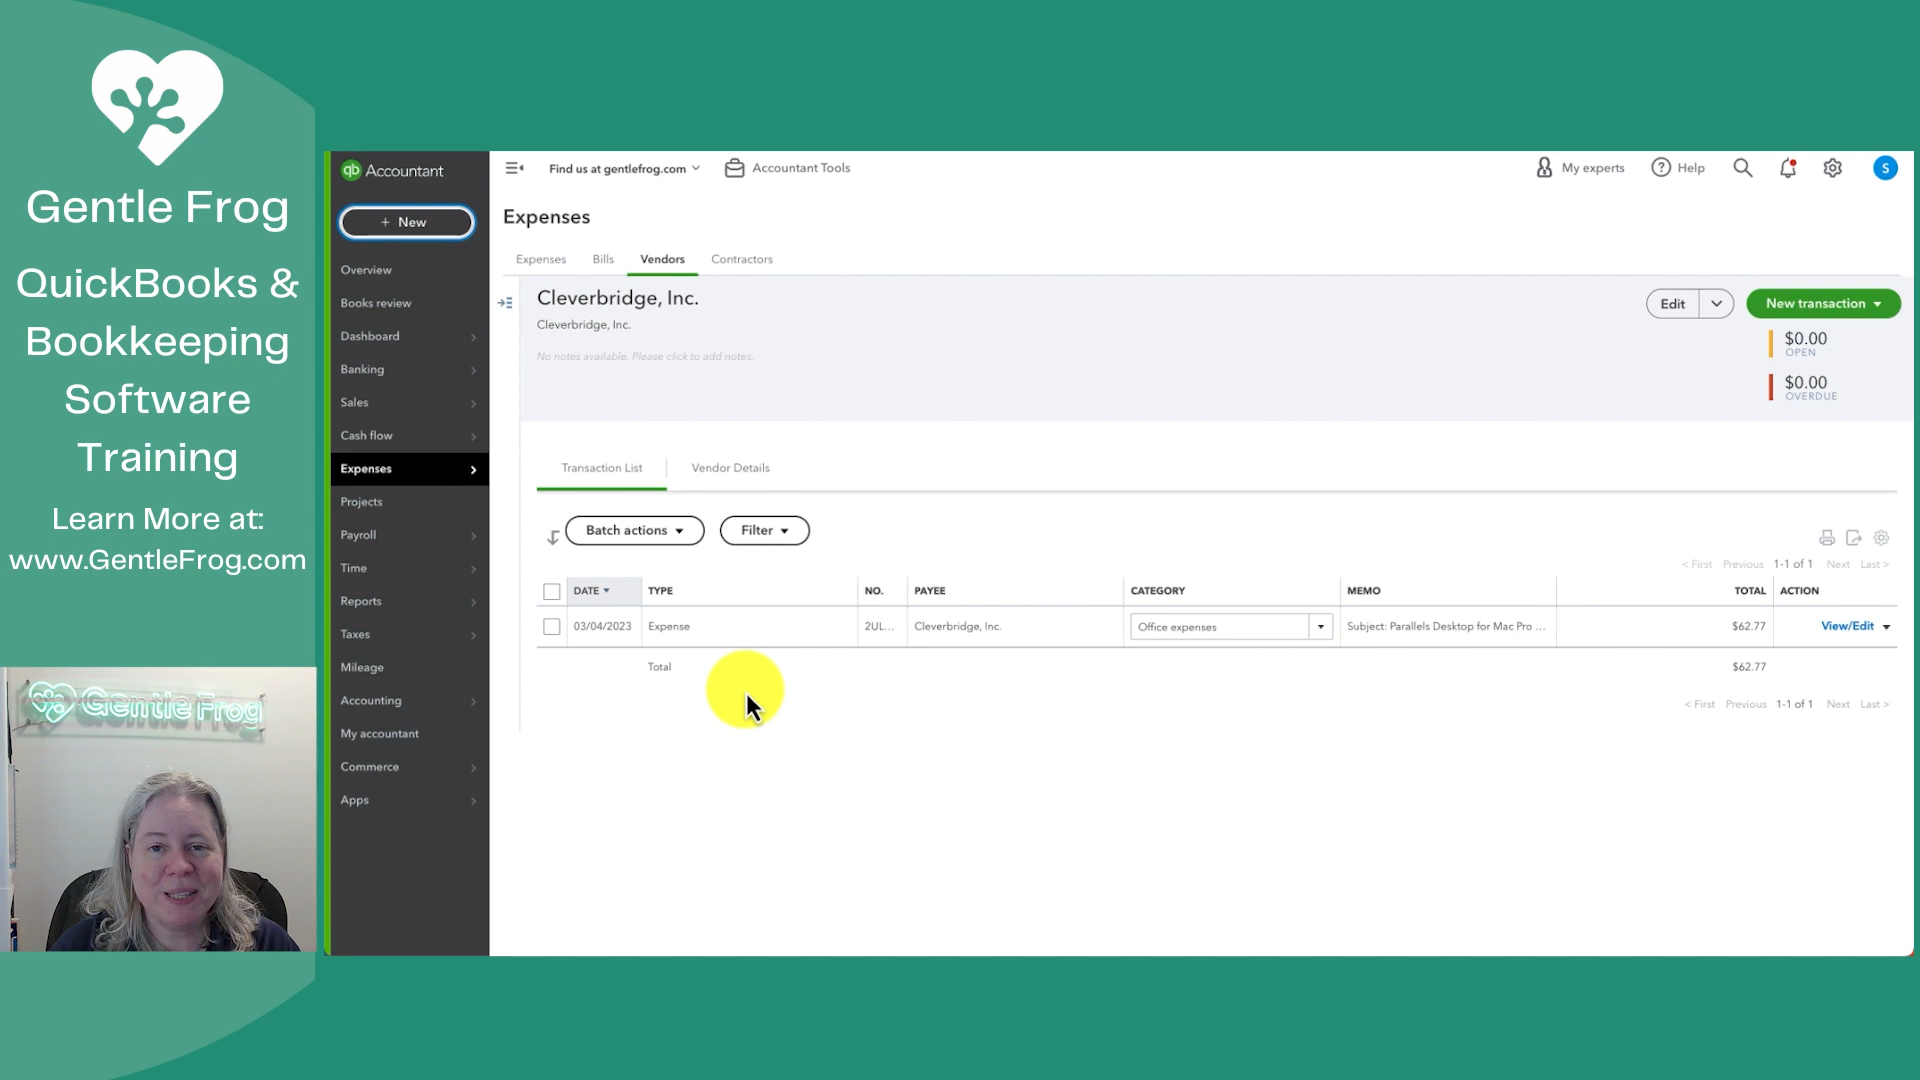 Gentle Frog
QuickBooks &
Bookkeeping
Software
Training
Learn More at:
www.GentleFrog.com
Gentle Frog
qb Accountant
+ New
Overview
Books review
Dashboard
Banking
Sales
Cash flow
Expenses
Projects
Payroll
Time
Reports
Taxes
Mileage
Accounting
My accountant
Commerce
Apps
Find us at gentlefrog.com
Accountant Tools
My experts
Help
S
Expenses
Expenses Bills Vendors Contractors
Cleverbridge, Inc.
Cleverbridge, Inc.
No notes available. Please click to add notes.
Edit
New transaction
$0.00
OPEN
$0.00
OVERDUE
Transaction List Vendor Details
Batch actions Filter
< First Previous 1-1 of 1 Next Last >
DATE TYPE NO. PAYEE CATEGORY MEMO TOTAL ACTION
03/04/2023 Expense 2UL... Cleverbridge, Inc. Office expenses Subject: Parallels Desktop for Mac Pro ... $62.77 View/Edit
Total $62.77
< First Previous 1-1 of 1 Next Last >